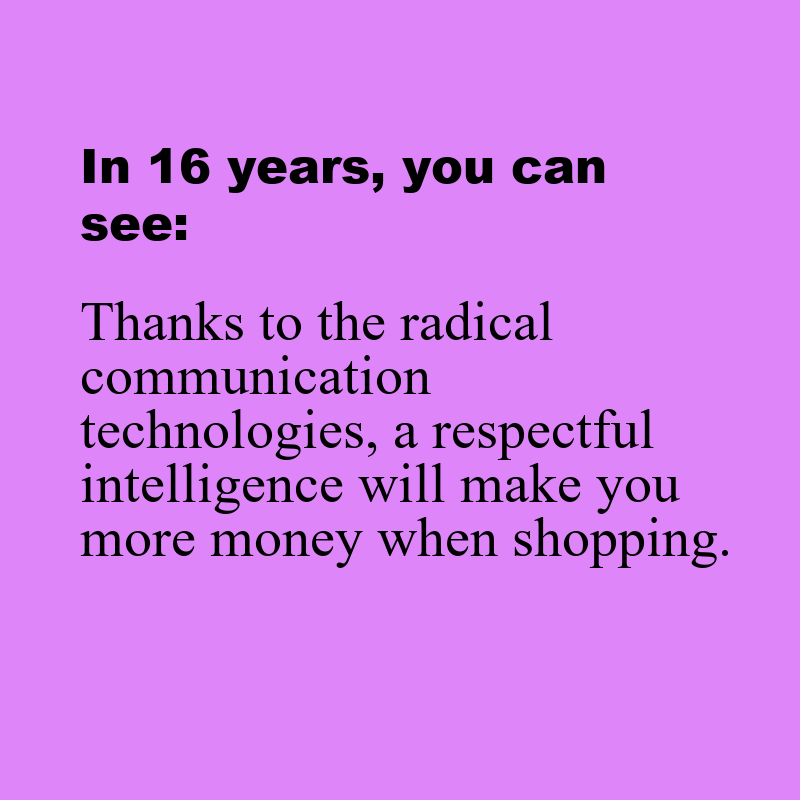 In 16 years, you can
see:
Thanks to the radical
communication
technologies, a respectful
intelligence will make you
more money when shopping.